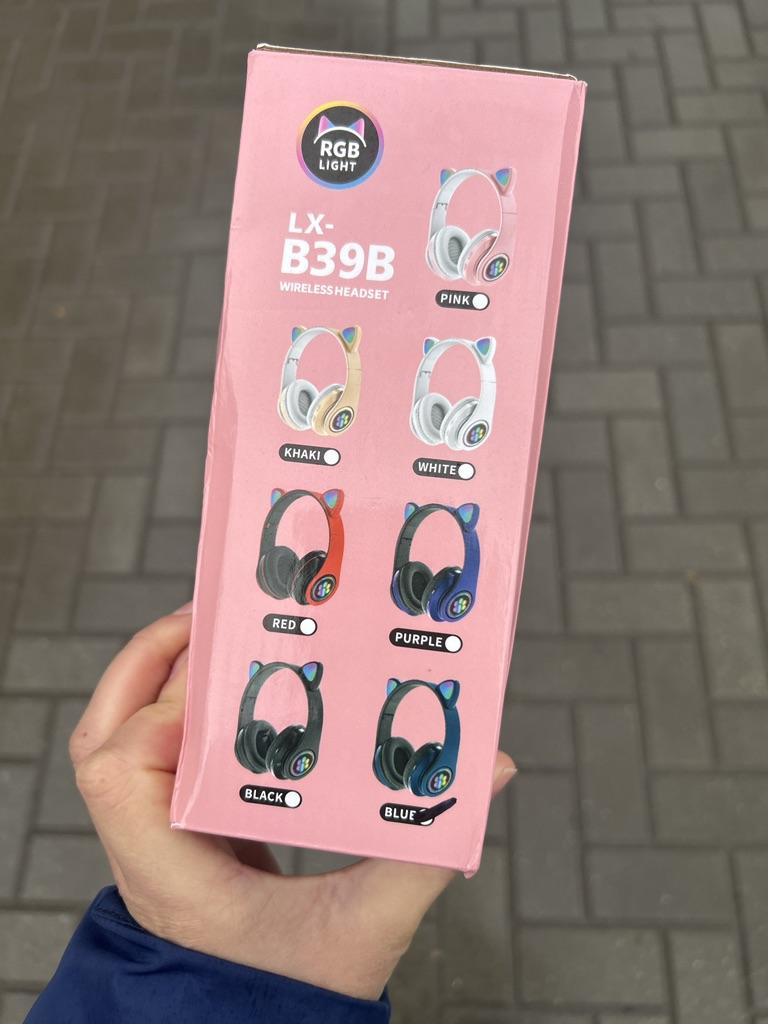 RGB
LIGHT
LX-
B39B
WIRELESS HEADSET
PINK
KHAKI
WHITE
RED
PURPLE
BLACK
BLUE